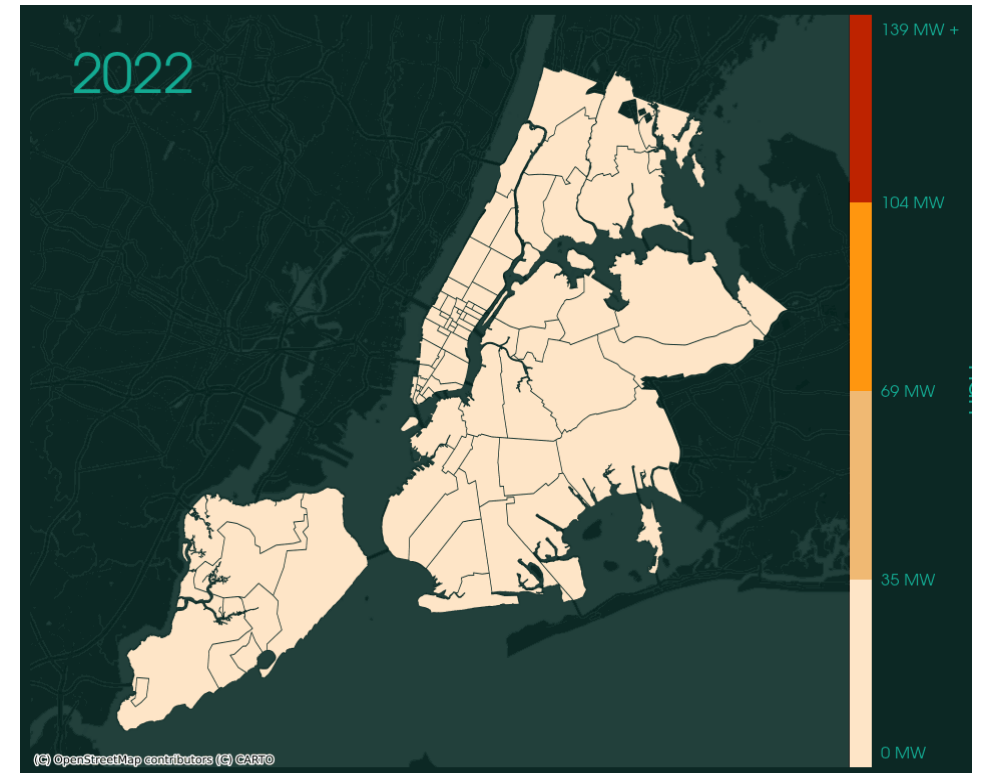 2022
139 MW +
104 MW
69 MW
35 MW
0 MW
(C) OpenStreetMap contributors (C) CARTO